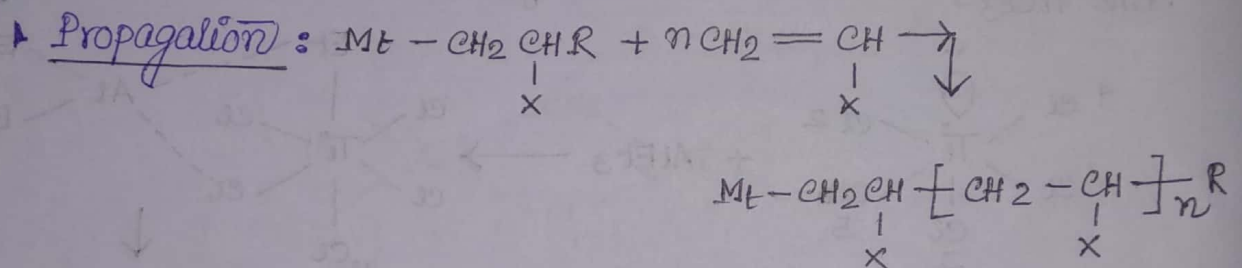 Propagation : Mt - CH2 CHR + n CH2 = CH →
X X
Mt - CH2 CH [ CH2 - CH ]n R
X X